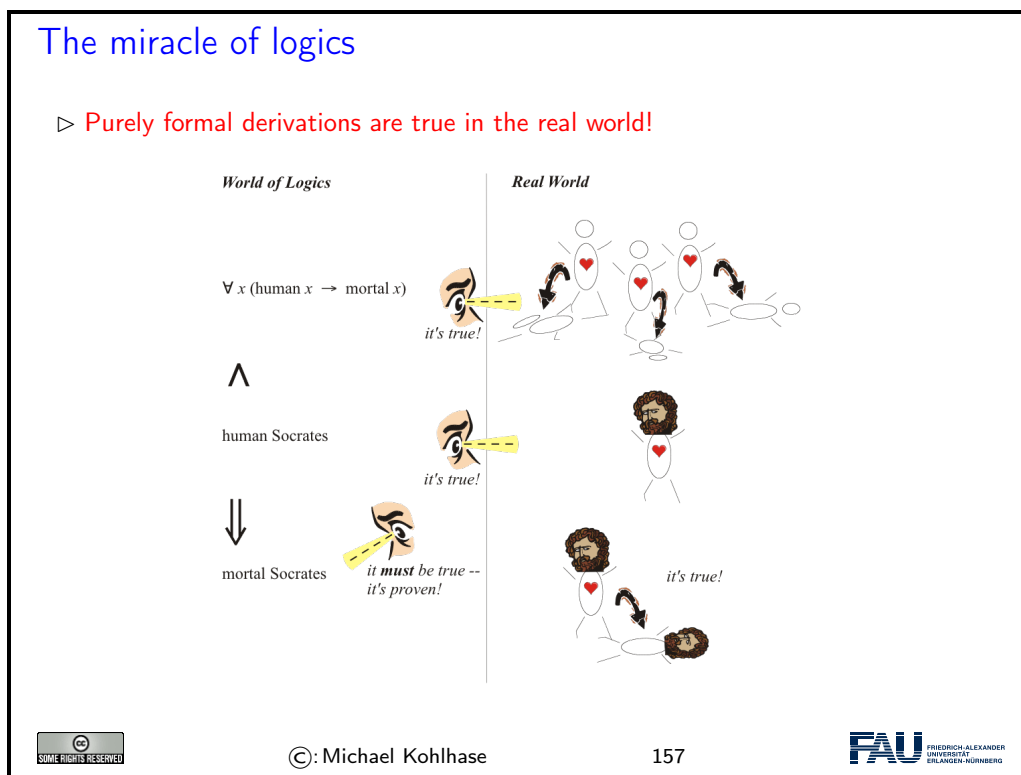 The miracle of logics
▷ Purely formal derivations are true in the real world!
World of Logics
Real World
∀ x (human x → mortal x)
it's true!
∧
human Socrates
it's true!
⇓
mortal Socrates
it must be true --
it's proven!
it's true!
cc
SOME RIGHTS RESERVED
©: Michael Kohlhase
157
FAU
FRIEDRICH-ALEXANDER
UNIVERSITÄT
ERLANGEN-NÜRNBERG